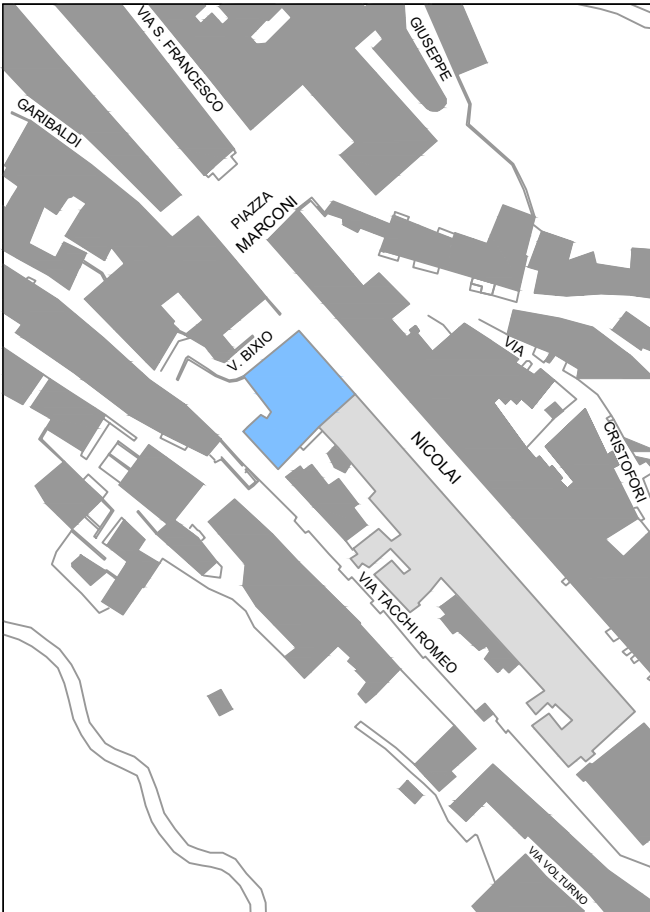 VIA S. FRANCESCO
GIUSEPPE
GARIBALDI
PIAZZA
MARCONI
V. BIXIO
VIA
NICOLAI
CRISTOFORI
VIA TACCHI ROMEO
VIA VOLTURNO